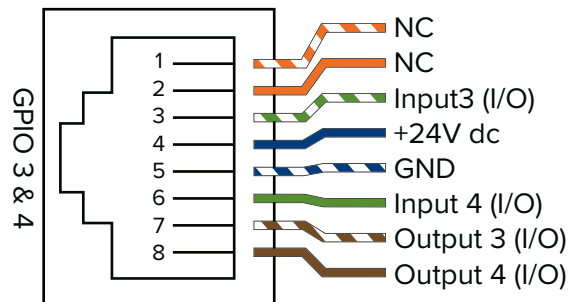 GPIO 3 & 4
1
2
3
4
5
6
7
8
NC
NC
Input3 (I/O)
+24V dc
GND
Input 4 (I/O)
Output 3 (I/O)
Output 4 (I/O)